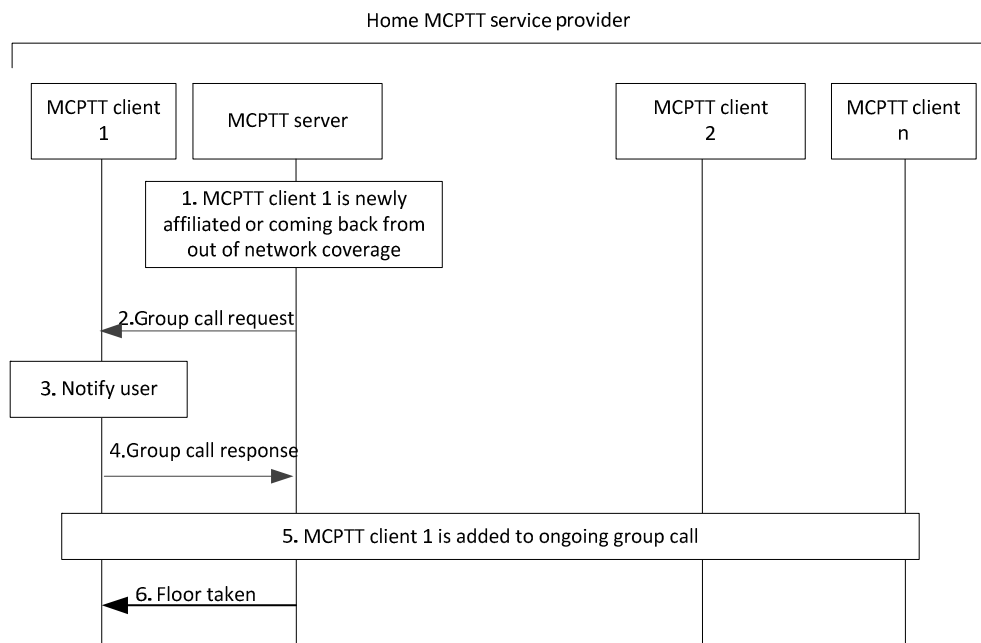 Home MCPTT service provider
MCPTT client
1
MCPTT server
MCPTT client
2
MCPTT client
n
1. MCPTT client 1 is newly
affiliated or coming back from
out of network coverage
2.Group call request
3. Notify user
4.Group call response
5. MCPTT client 1 is added to ongoing group call
6. Floor taken